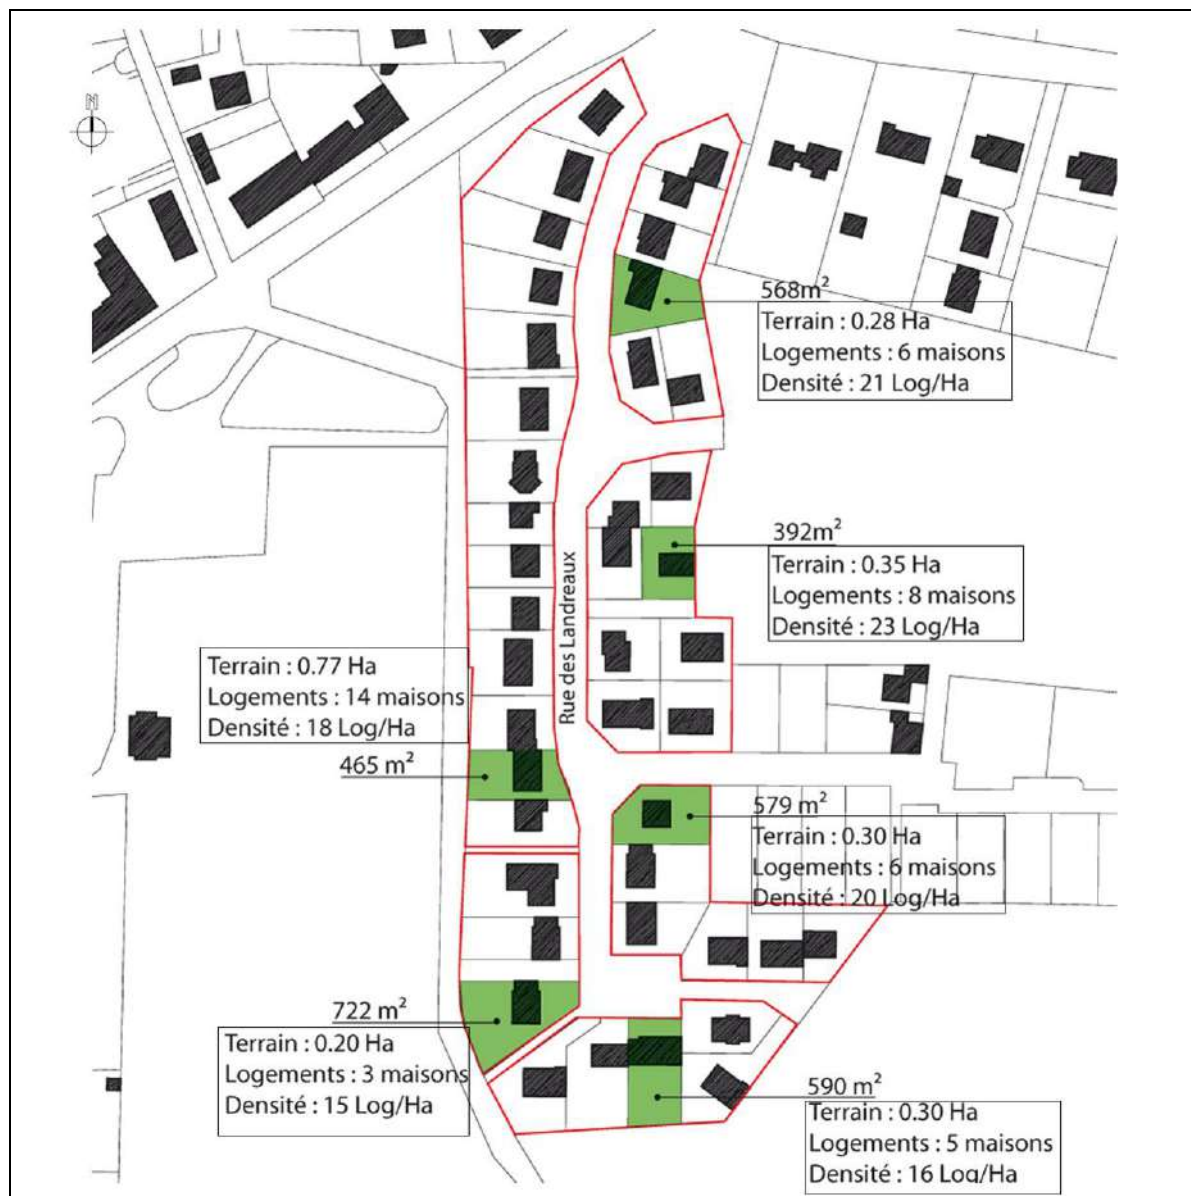 N
568m²
Terrain : 0.28 Ha
Logements : 6 maisons
Densité : 21 Log/Ha
392m²
Terrain : 0.35 Ha
Logements : 8 maisons
Densité : 23 Log/Ha
Rue des Landreaux
Terrain : 0.77 Ha
Logements : 14 maisons
Densité : 18 Log/Ha
465 m²
579 m²
Terrain : 0.30 Ha
Logements : 6 maisons
Densité : 20 Log/Ha
722 m²
Terrain : 0.20 Ha
Logements : 3 maisons
Densité : 15 Log/Ha
590 m²
Terrain : 0.30 Ha
Logements : 5 maisons
Densité : 16 Log/Ha